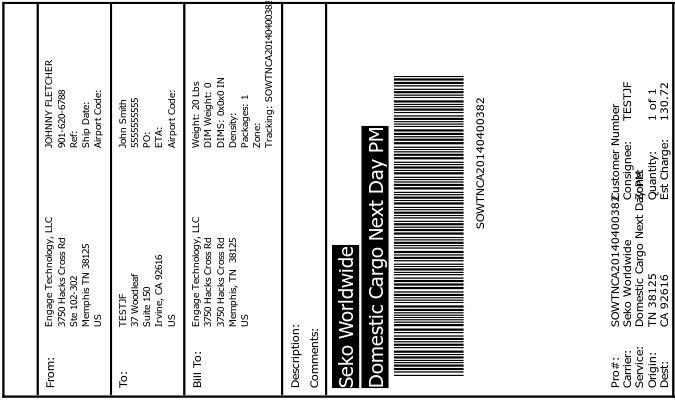 From: Engage Technology, LLC JOHNNY FLETCHER
3750 Hacks Cross Rd 901-620-6788
Ste 102-302 Ref:
Memphis TN 38125 Ship Date:
US Airport Code:
To: TESTJF John Smith
37 Woodleaf 5555555555
Suite 150 PO:
Irvine, CA 92616 ETA:
US Airport Code:
Bill To: Engage Technology, LLC Weight: 20 Lbs
3750 Hacks Cross Rd DIM Weight: 0
3750 Hacks Cross Rd DIMS: 0x0x0 IN
Memphis, TN 38125 Density:
US Packages: 1
Zone:
Tracking: SOWTNCA20140400382
Description:
Comments:
Seko Worldwide
Domestic Cargo Next Day PM
SOWTNCA20140400382
Pro#: SOWTNCA20140400382 Customer Number
Carrier: Seko Worldwide Consignee: TESTJF
Service: Domestic Cargo Next Day PM
Origin: TN 38125 Quantity: 1 of 1
Dest: CA 92616 Est Charge: 130.72